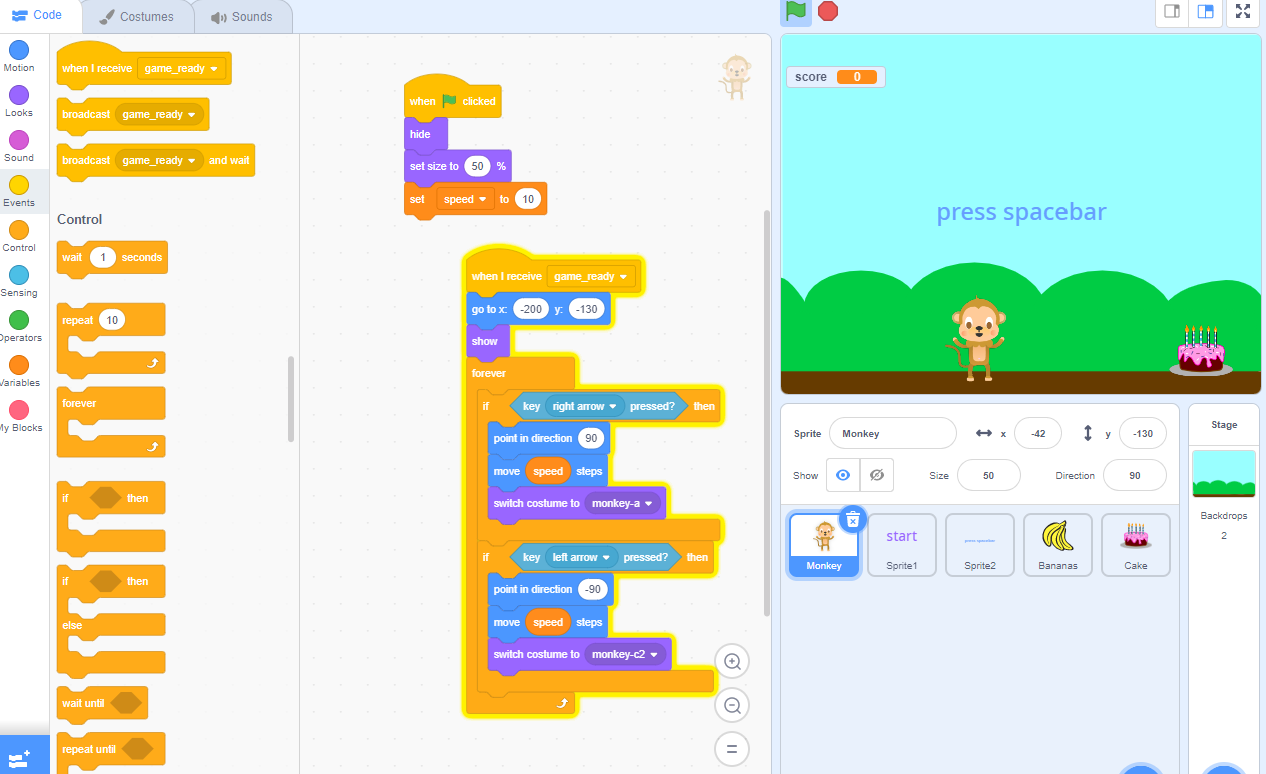 Code
Costumes
Sounds
Motion
Looks
Sound
Events
Control
Sensing
Operators
Variables
My Blocks
when I receive game_ready
broadcast game_ready
broadcast game_ready and wait
Control
wait 1 seconds
repeat 10
forever
if then
if then
else
wait until
repeat until
when clicked
hide
set size to 50 %
set speed to 10
when I receive game_ready
go to x: -200 y: -130
show
forever
if key right arrow pressed? then
point in direction 90
move speed steps
switch costume to monkey-a
if key left arrow pressed? then
point in direction -90
move speed steps
switch costume to monkey-c2
score 0
press spacebar
Sprite Monkey x -42 y -130
Show Size 50 Direction 90
Monkey
start
Sprite1
press spacebar
Sprite2
Bananas
Cake
Stage
Backdrops
2